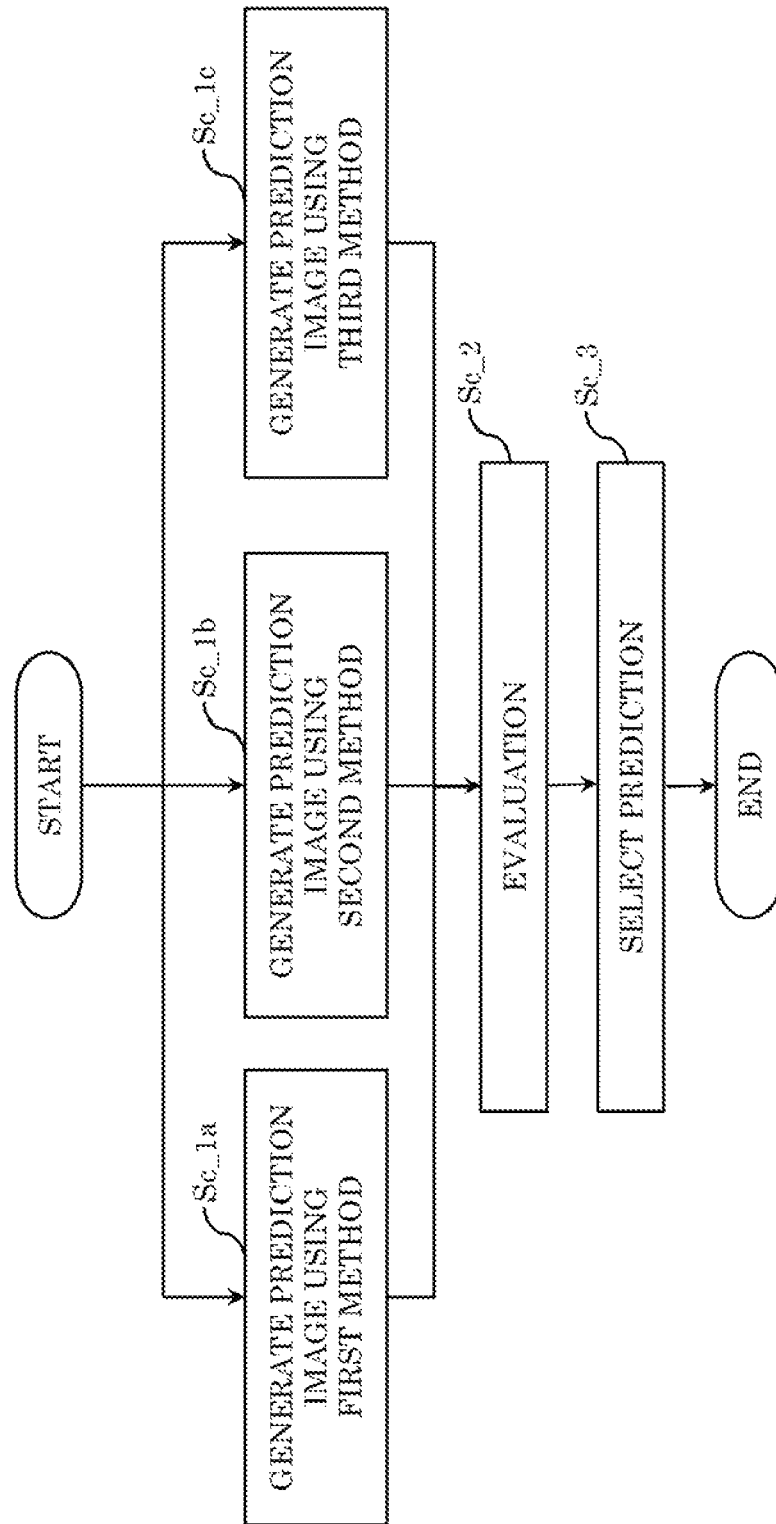 START
Sc_1a
GENERATE PREDICTION
IMAGE USING
FIRST METHOD
Sc_1b
GENERATE PREDICTION
IMAGE USING
SECOND METHOD
Sc_1c
GENERATE PREDICTION
IMAGE USING
THIRD METHOD
Sc_2
EVALUATION
Sc_3
SELECT PREDICTION
END